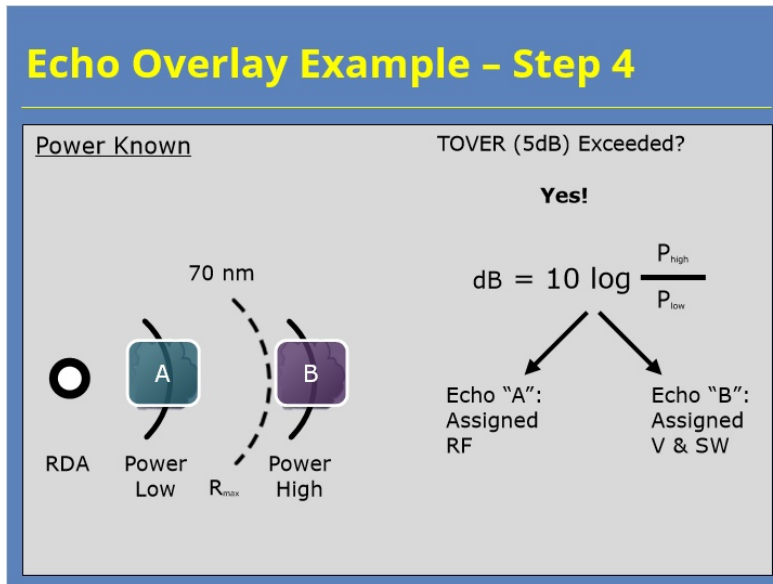 Echo Overlay Example – Step 4
Power Known
70 nm
A
B
RDA
Power
Low
Rmax
Power
High
TOVER (5dB) Exceeded?
Yes!
dB = 10 log
Phigh
Plow
Echo “A”:
Assigned
RF
Echo “B”:
Assigned
V & SW